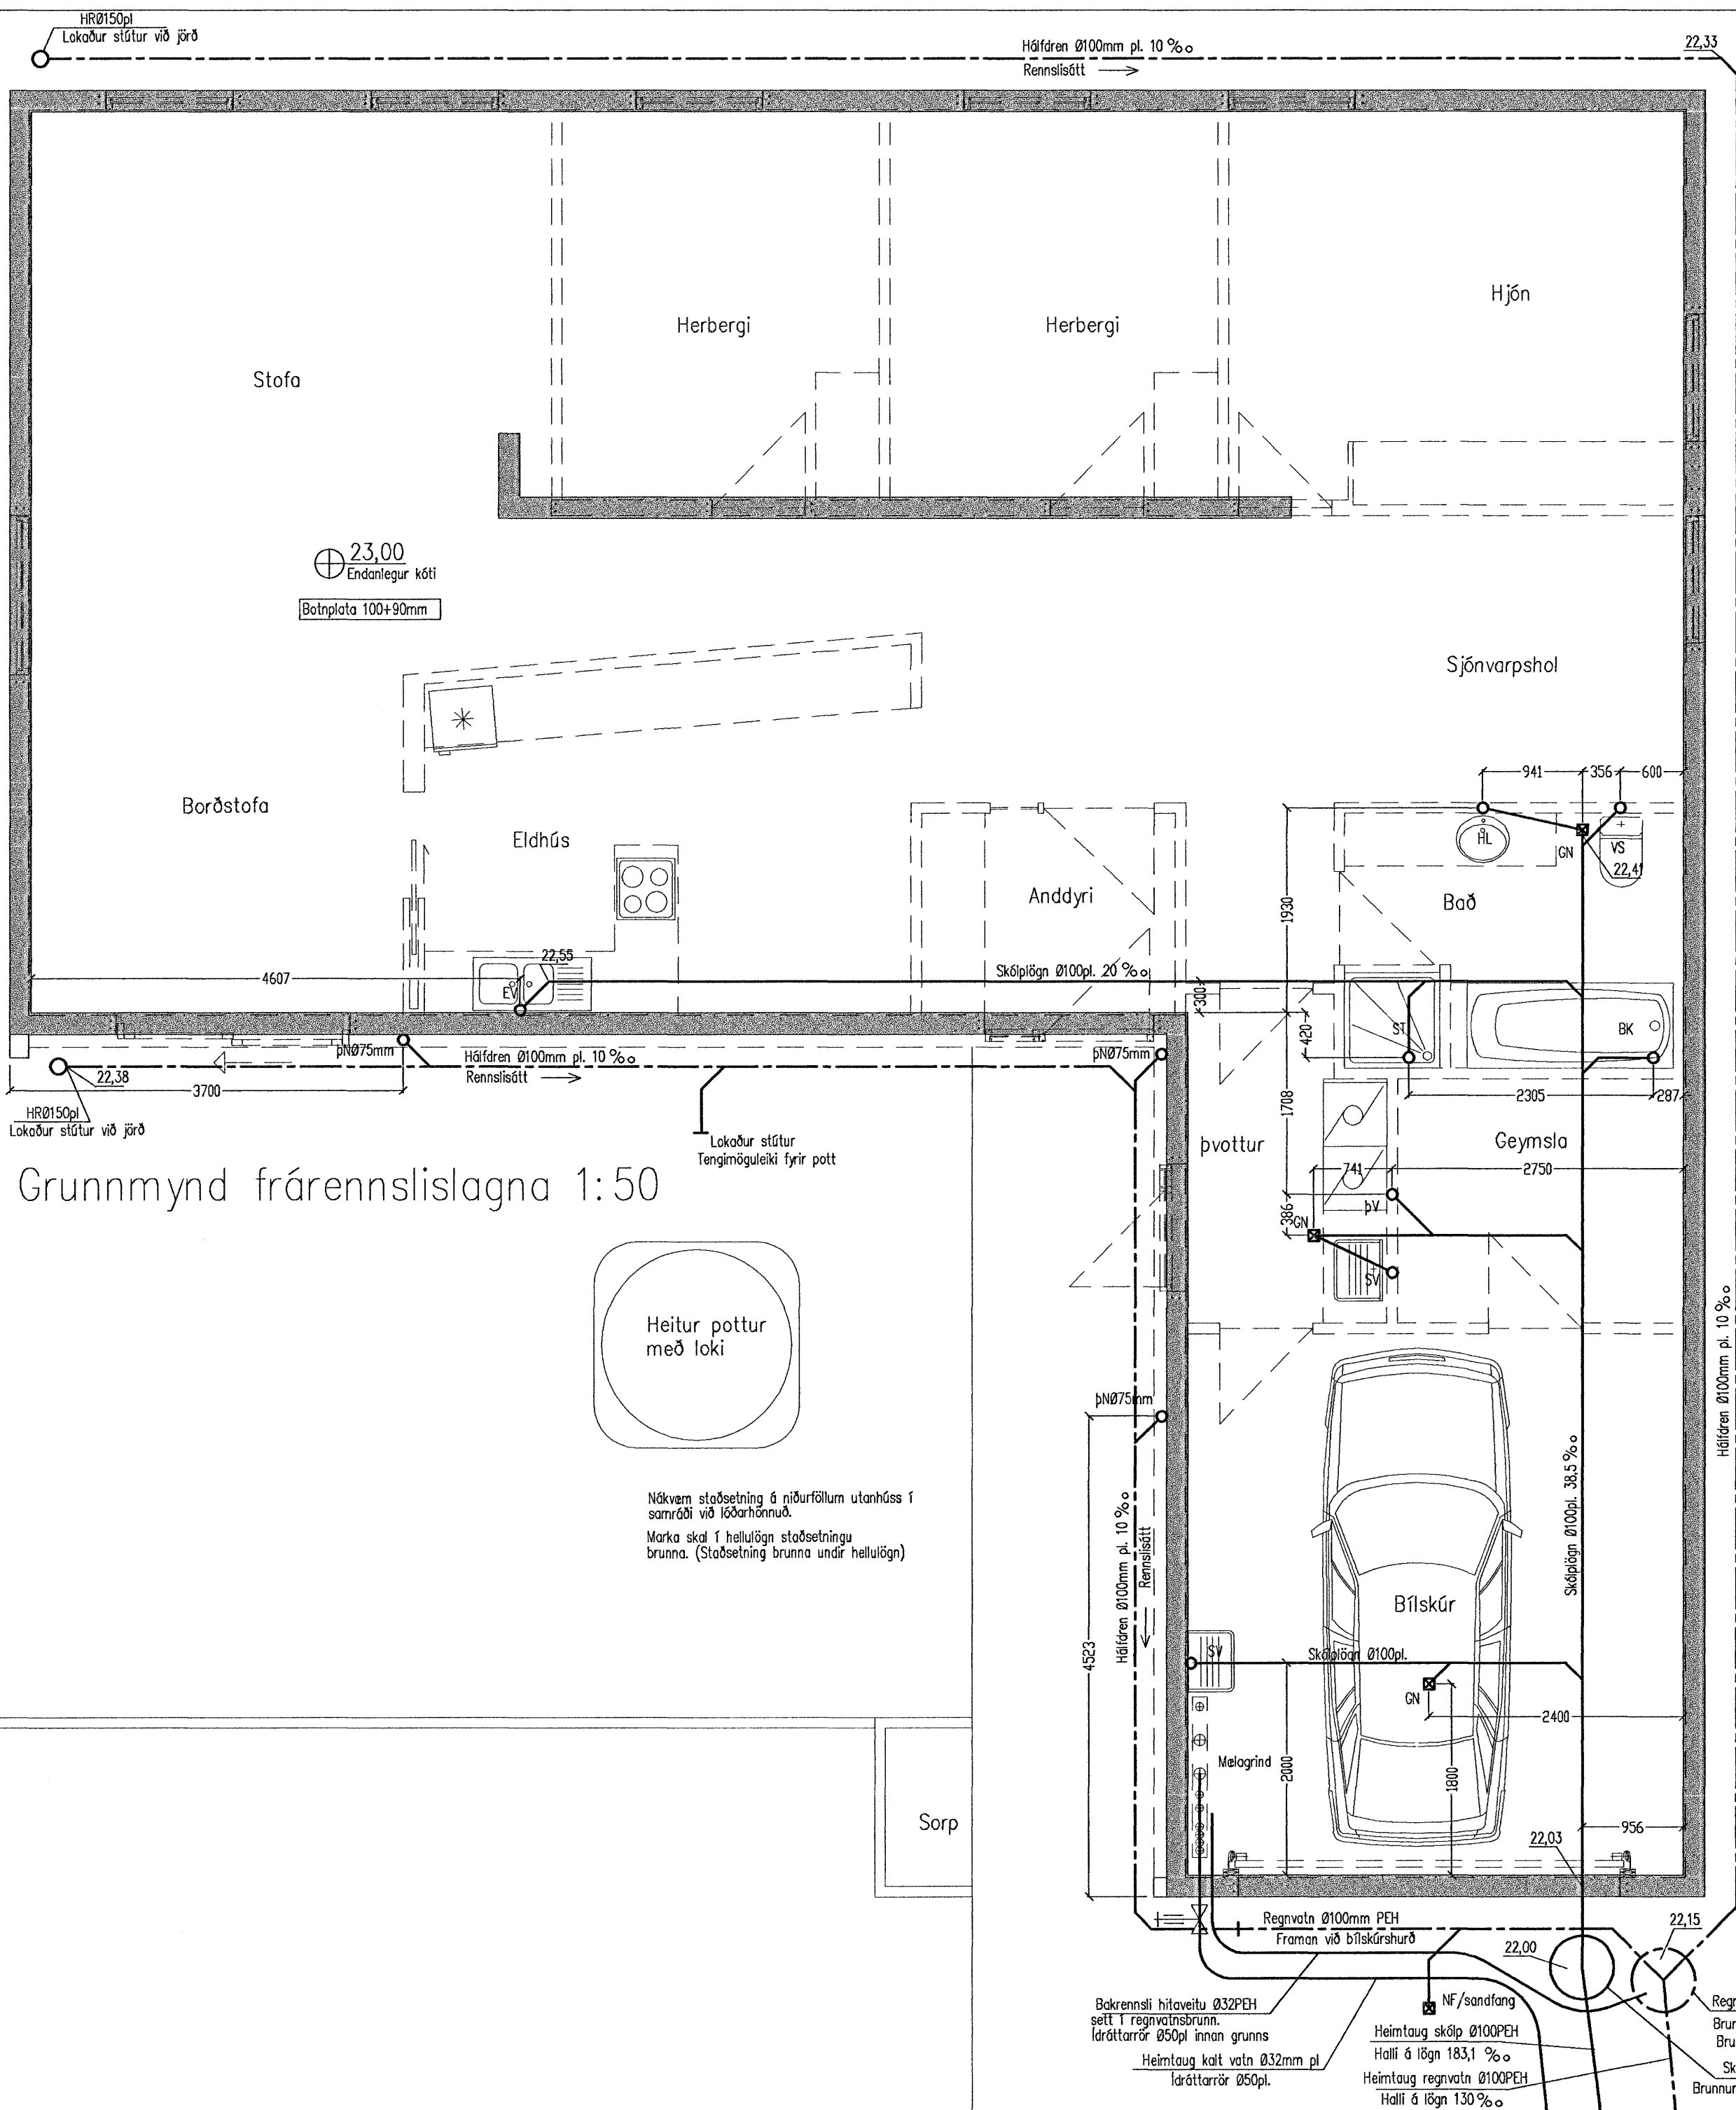 HRØ150pl
Lokaður stútur við jörð
Hálfdren Ø100mm pl. 10 ‰
Rennslisátt
22,33
Hjón
Herbergi
Herbergi
Stofa
23,00
Endanlegur kóti
Botnplata 100+90mm
Sjónvarpshol
941
356
600
Borðstofa
Eldhús
HL
GN
VS
22,41
Anddyri
Bað
1930
22,55
4607
EV
Skólplögn Ø100pl. 20 ‰
300
420
ST
BK
þNØ75mm
þNØ75mm
Hálfdren Ø100mm pl. 10 ‰
Rennslisátt
22,38
3700
HRØ150pl
Lokaður stútur við jörð
2305
287
1708
Lokaður stútur
Tengimöguleiki fyrir pott
þvottur
Geymsla
741
2750
Grunnmynd frárennslislagna 1:50
þV
386
GN
SV
Heitur pottur
með loki
Hálfdren Ø100mm pl. 10 ‰
þNØ75mm
Nákvæm staðsetning á niðurföllum utanhúss í
samráði við lóðarhönnuð.
Marka skal í hellulögn staðsetningu
brunna. (Staðsetning brunna undir hellulögn)
Hálfdren Ø100mm pl. 10 ‰
Rennslisátt
Skólplögn Ø100pl. 38,5 ‰
Bílskúr
4523
SV
Skólplögn Ø100pl.
GN
2400
Mælagrind
2000
1800
Sorp
956
22,03
Regnvatn Ø100mm PEH
Framan við bílskúrshurð
22,15
22,00
Bakrennsli hitaveitu Ø32PEH
sett í regnvatnsbrunn.
Ídráttarrör Ø50pl innan grunns
NF/sandfang
Heimtaug skólp Ø100PEH
Halli á lögn 183,1 ‰
Heimtaug kalt vatn Ø32mm pl
Ídráttarrör Ø50pl.
Heimtaug regnvatn Ø100PEH
Halli á lögn 130‰
Regn
Brun
Bru
Sk
Brunnur